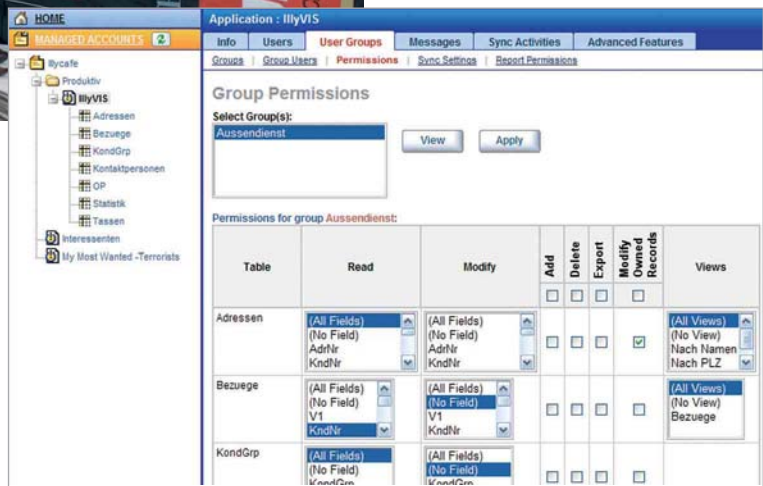 HOME
MANAGED ACCOUNTS
Illycafe
Produktiv
IllyVIS
Adressen
Bezuege
KondGrp
Kontaktpersonen
OP
Statistik
Tassen
Interessenten
My Most Wanted -Terrorists
Application : IllyVIS
Info Users User Groups Messages Sync Activities Advanced Features
Groups | Group Users | Permissions | Sync Settings | Report Permissions
Group Permissions
Select Group(s):
Aussendienst
View Apply
Permissions for group Aussendienst:
Table Read Modify Add Delete Export Modify Owned Records Views
Adressen
(All Fields)
(No Field)
AdrNr
KndNr
(All Fields)
(No Field)
AdrNr
KndNr
(All Views)
(No View)
Nach Namen
Nach PLZ
Bezuege
(All Fields)
(No Field)
V1
KndNr
(All Fields)
(No Field)
V1
KndNr
(All Views)
(No View)
Bezuege
KondGrp
(All Fields)
(No Field)
KondGrp
(All Fields)
(No Field)
KondGrp